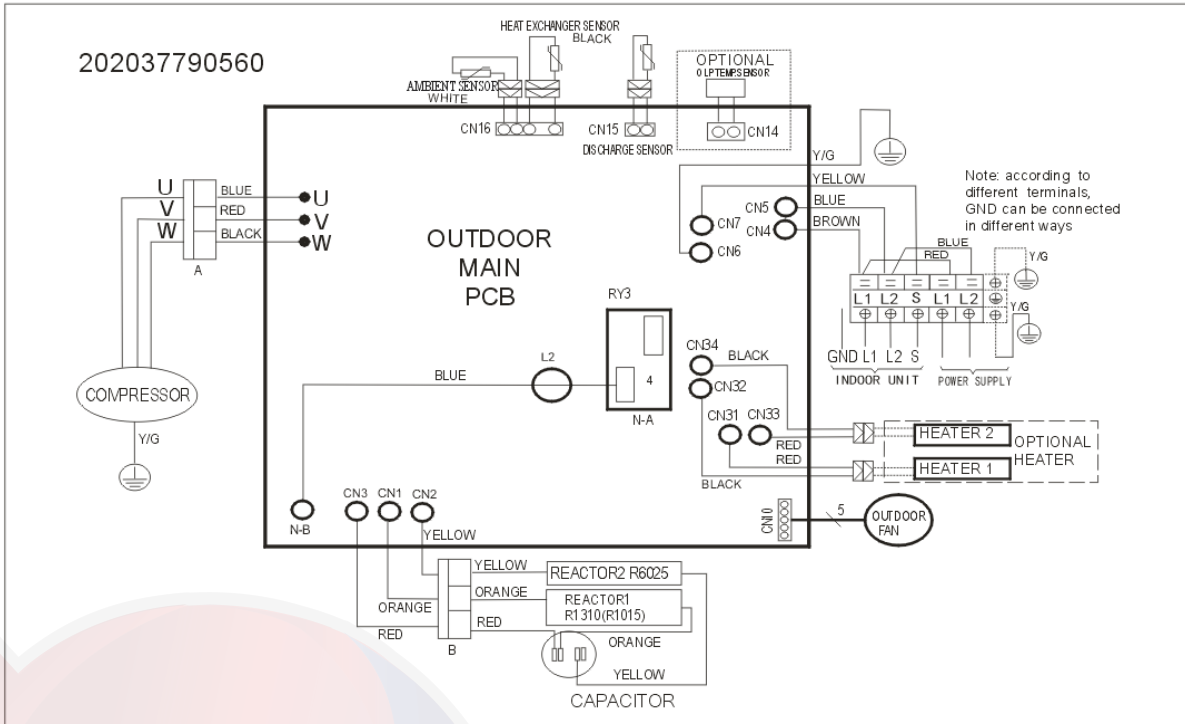 202037790560
HEAT EXCHANGER SENSOR
BLACK
AMBIENT SENSOR
WHITE
CN16
CN15
DISCHARGE SENSOR
OPTIONAL
OLP TEMP.SENSOR
CN14
Y/G
YELLOW
BLUE
BROWN
CN5
CN4
CN7
CN6
Note: according to
different terminals,
GND can be connected
in different ways
BLUE
RED
Y/G
L1 L2 S L1 L2
Y/G
GND L1 L2 S
INDOOR UNIT
POWER SUPPLY
U
V
W
BLUE
RED
BLACK
U
V
W
A
OUTDOOR
MAIN
PCB
RY3
4
N-A
L2
BLUE
COMPRESSOR
Y/G
CN34
BLACK
CN32
CN31
CN33
RED
RED
BLACK
HEATER 2
HEATER 1
OPTIONAL
HEATER
CN10
5
OUTDOOR
FAN
N-B
CN3
CN1
CN2
YELLOW
YELLOW
REACTOR2 R6025
ORANGE
ORANGE
REACTOR1
R1310(R1015)
RED
RED
ORANGE
B
YELLOW
CAPACITOR